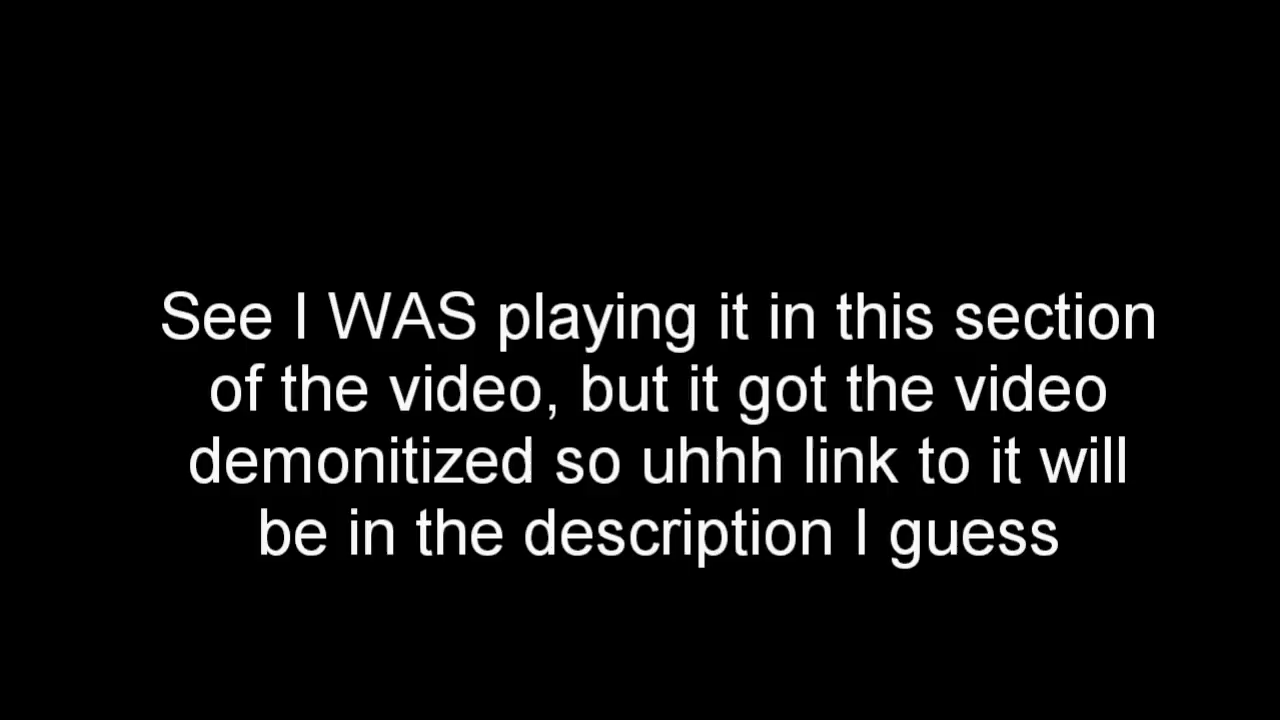 See I WAS playing it in this section
of the video, but it got the video
demonitized so uhhh link to it will
be in the description I guess